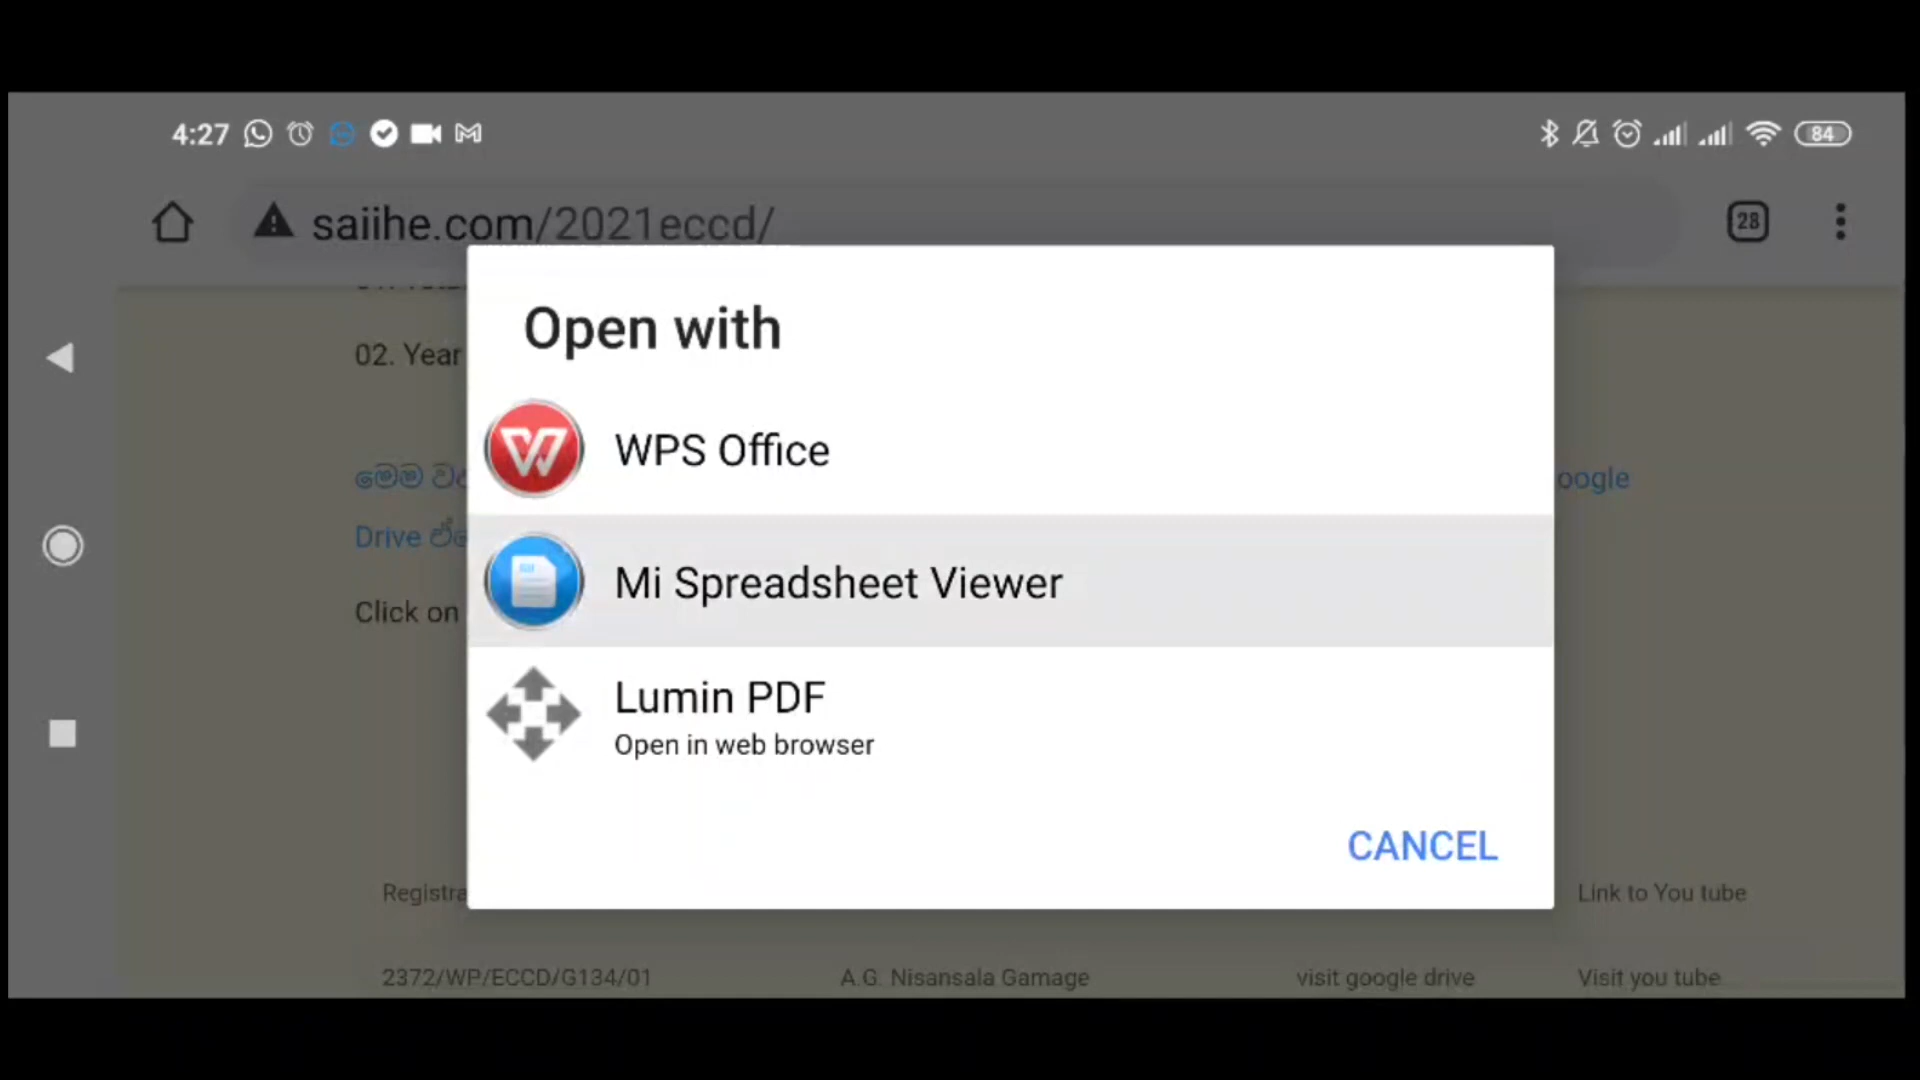 4:27
84
saiihe.com/2021eccd/
28
Open with
02. Year
WPS Office
මෙම
oogle
Drive
Mi Spreadsheet Viewer
Click on
Lumin PDF
Open in web browser
CANCEL
Registra
Link to You tube
2372/WP/ECCD/G134/01
A.G. Nisansala Gamage
visit google drive
Visit you tube